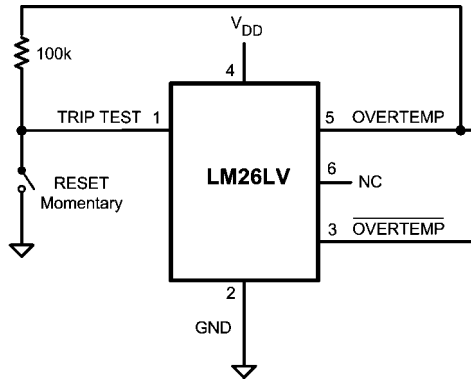 100k
VDD
4
TRIP TEST 1
5 OVERTEMP
LM26LV
6 NC
RESET
Momentary
3 OVERTEMP
2
GND